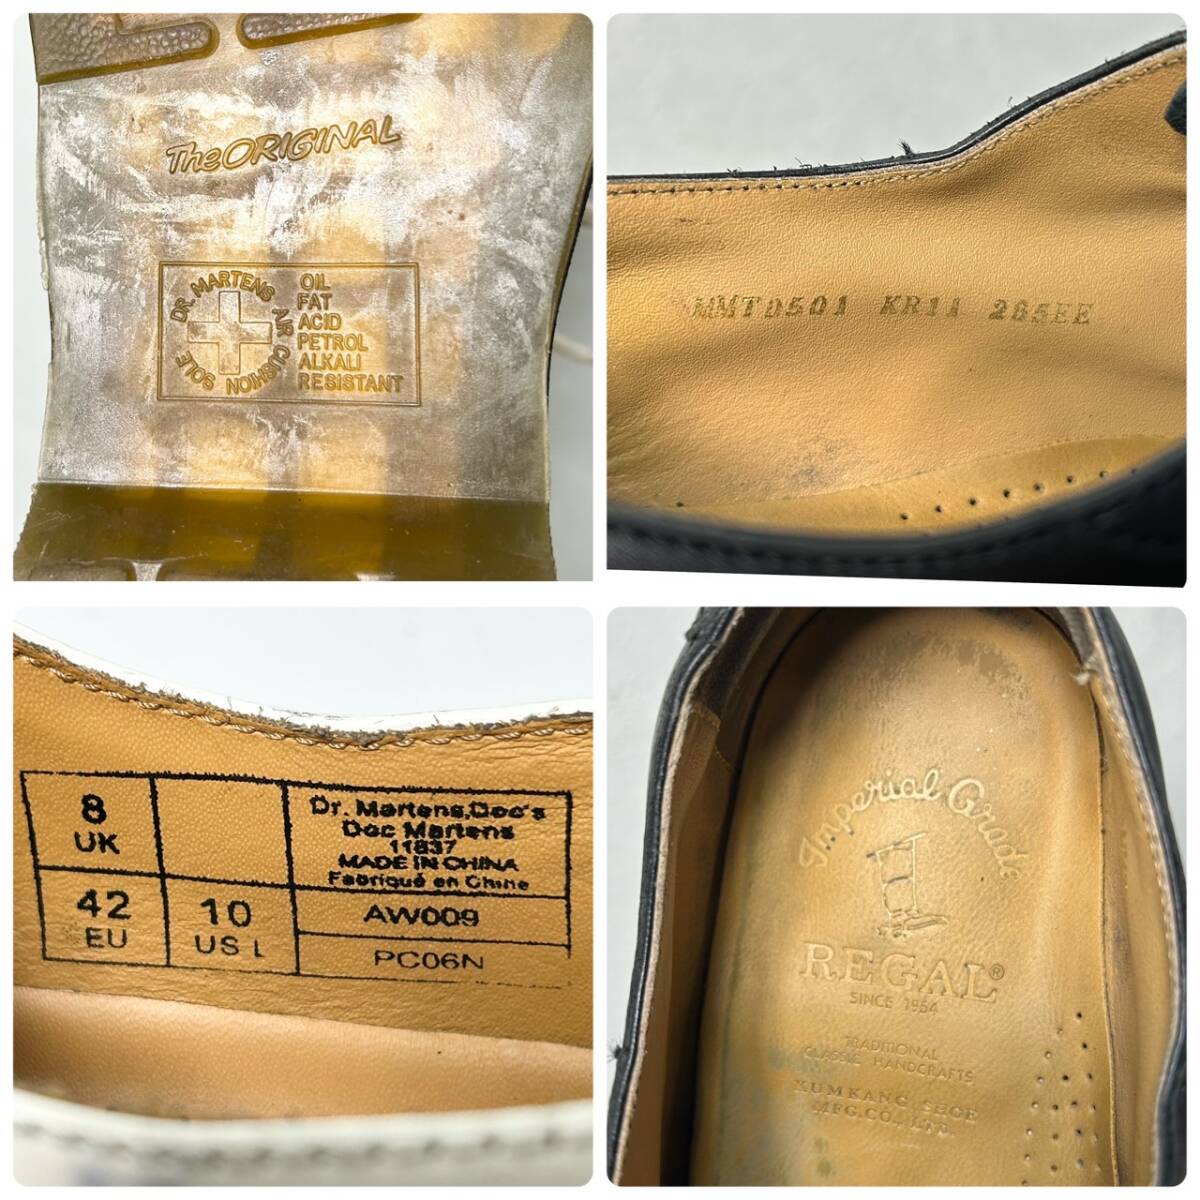 The ORIGINAL
DR. MARTENS AIR CUSHION SOLE
OIL
FAT
ACID
PETROL
ALKALI
RESISTANT
MMT0501 KR11 265EE
8
UK
42
EU
10
US L
Dr. Martens,Doc's
Doc Martens
11837
MADE IN CHINA
Fabriqué en Chine
AW009
PC06N
Imperial Grade
REGAL®
SINCE 1954
TRADITIONAL
CLASSIC HANDCRAFTS
KUMKANG SHOE
MFG.CO., LTD.